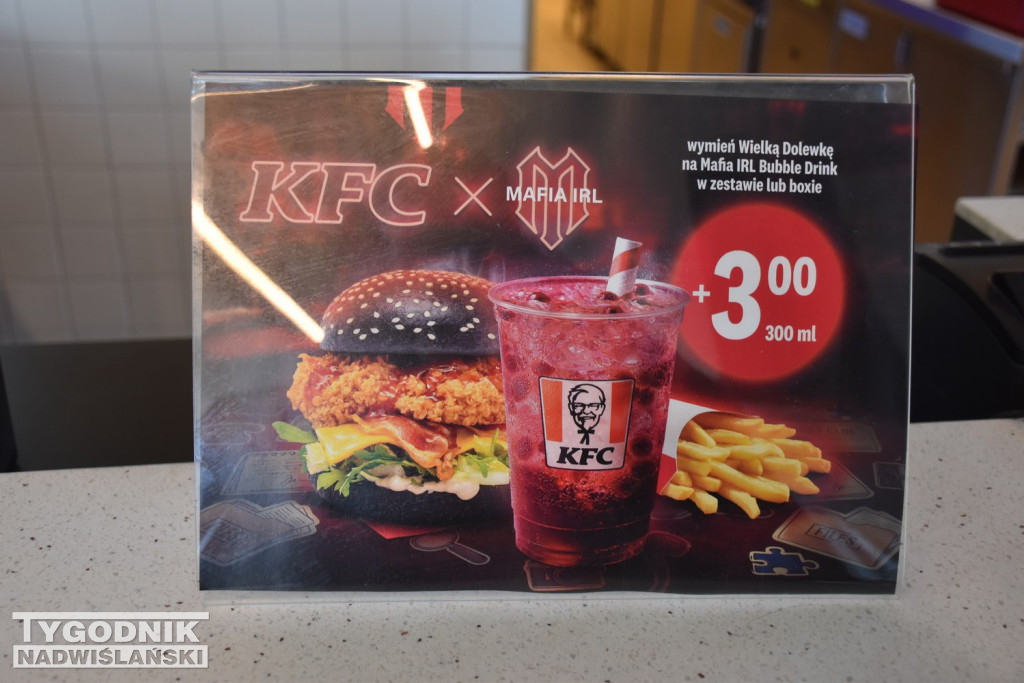 KFC × MAFIA IRL
wymień Wielką Dolewkę
na Mafia IRL Bubble Drink
w zestawie lub boxie
+3 00
300 ml
KFC
FILES
TYGODNIK
NADWIŚLAŃSKI